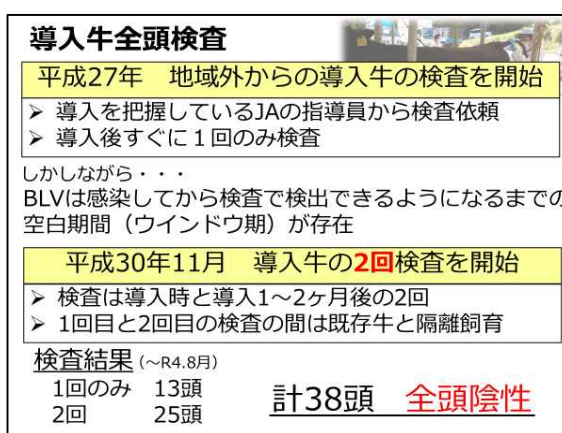 導入牛全頭検査
平成27年　地域外からの導入牛の検査を開始
➢ 導入を把握しているJAの指導員から検査依頼
➢ 導入後すぐに１回のみ検査
しかしながら・・・
BLVは感染してから検査で検出できるようになるまでの
空白期間（ウインドウ期）が存在
平成30年11月　導入牛の2回検査を開始
➢ 検査は導入時と導入1～2ヶ月後の2回
➢ 1回目と2回目の検査の間は既存牛と隔離飼育
検査結果（～R4.8月）
1回のみ　13頭
2回　25頭
計38頭　全頭陰性